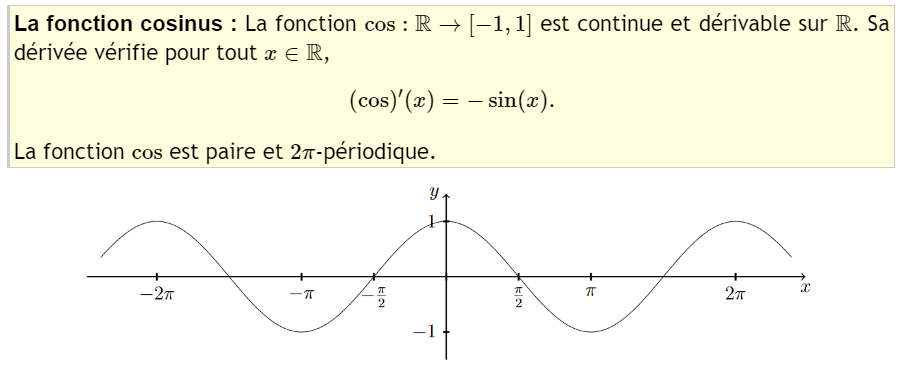 La fonction cosinus : La fonction cos : ℝ → [−1, 1] est continue et dérivable sur ℝ. Sa
dérivée vérifie pour tout x ∈ ℝ,
(cos)′(x) = − sin(x).
La fonction cos est paire et 2π-périodique.
y
1
−2π −π −π/2 π/2 π 2π x
−1